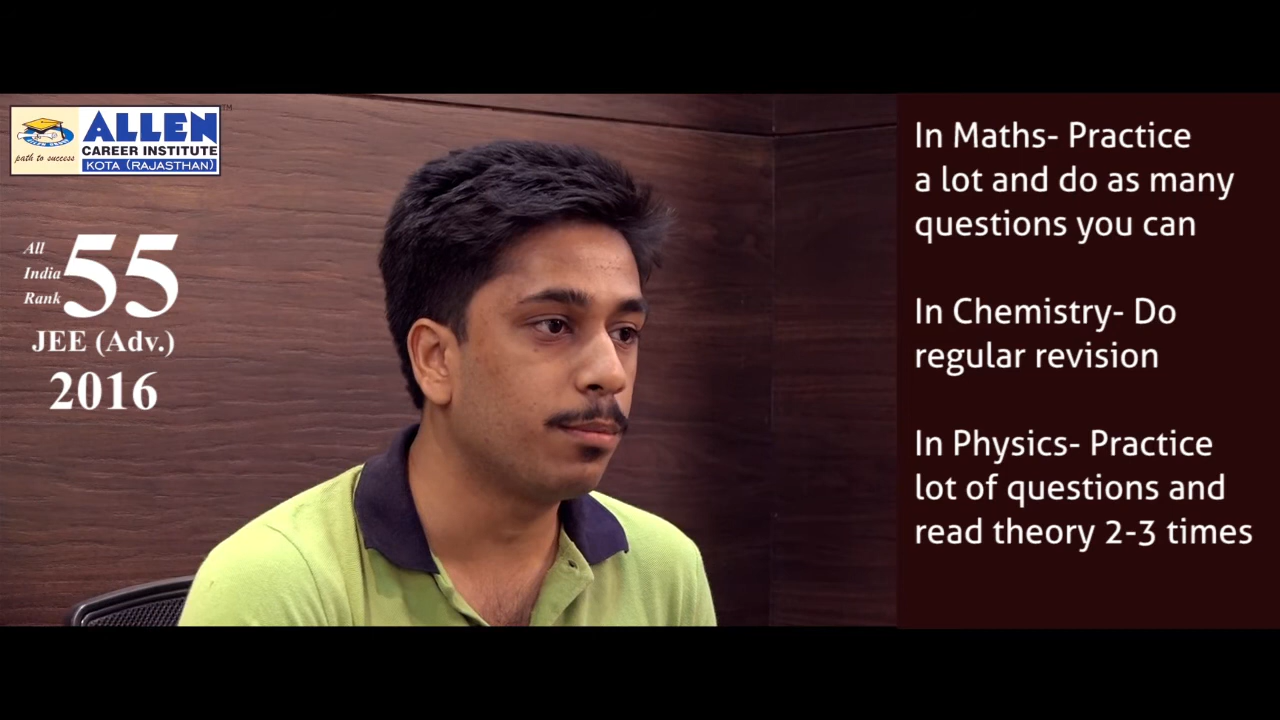 ALLEN
CAREER INSTITUTE
KOTA (RAJASTHAN)
path to success
TM
All
India
Rank
55
JEE (Adv.)
2016
In Maths- Practice
a lot and do as many
questions you can
In Chemistry- Do
regular revision
In Physics- Practice
lot of questions and
read theory 2-3 times